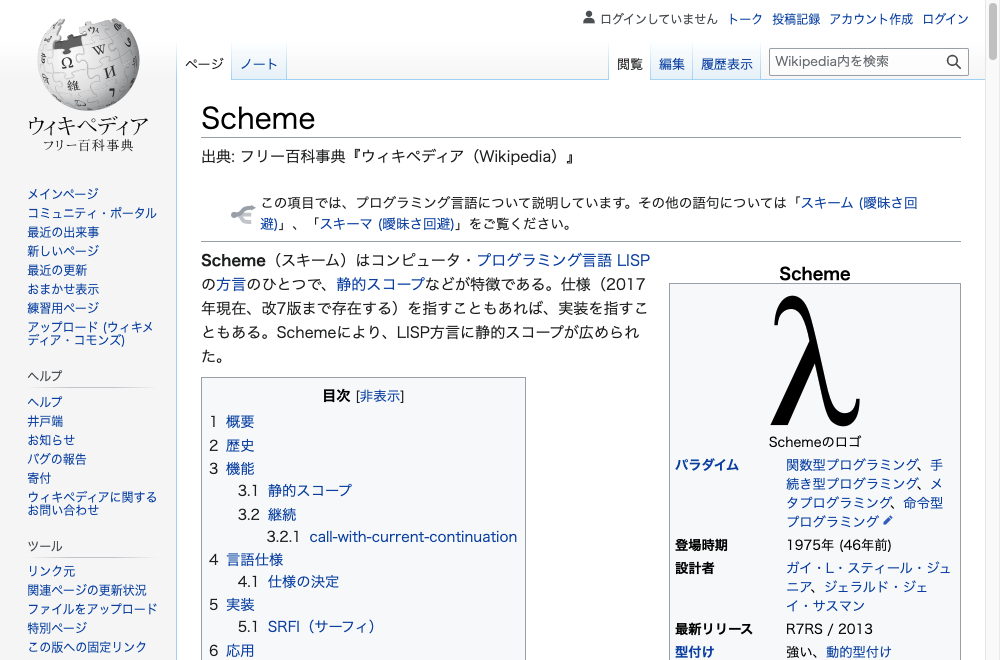 ログインしていません トーク 投稿記録 アカウント作成 ログイン
ページ ノート 閲覧 編集 履歴表示 Wikipedia内を検索
ウィキペディア
フリー百科事典
メインページ
コミュニティ・ポータル
最近の出来事
新しいページ
最近の更新
おまかせ表示
練習用ページ
アップロード (ウィキメ
ディア・コモンズ)
ヘルプ
ヘルプ
井戸端
お知らせ
バグの報告
寄付
ウィキペディアに関する
お問い合わせ
ツール
リンク元
関連ページの更新状況
ファイルをアップロード
特別ページ
この版への固定リンク
Scheme
出典: フリー百科事典『ウィキペディア（Wikipedia）』
この項目では、プログラミング言語について説明しています。その他の語句については「スキーム (曖昧さ回
避)」、「スキーマ (曖昧さ回避)」をご覧ください。
Scheme（スキーム）はコンピュータ・プログラミング言語 LISP
の方言のひとつで、静的スコープなどが特徴である。仕様（2017
年現在、改7版まで存在する）を指すこともあれば、実装を指すこ
ともある。Schemeにより、LISP方言に静的スコープが広められ
た。
目次 [非表示]
1 概要
2 歴史
3 機能
3.1 静的スコープ
3.2 継続
3.2.1 call-with-current-continuation
4 言語仕様
4.1 仕様の決定
5 実装
5.1 SRFI（サーフィ）
6 応用
Scheme
λ
Schemeのロゴ
パラダイム 関数型プログラミング、手
続き型プログラミング、メ
タプログラミング、命令型
プログラミング
登場時期 1975年 (46年前)
設計者 ガイ・L・スティール・ジュ
ニア、ジェラルド・ジェ
イ・サスマン
最新リリース R7RS / 2013
型付け 強い、動的型付け